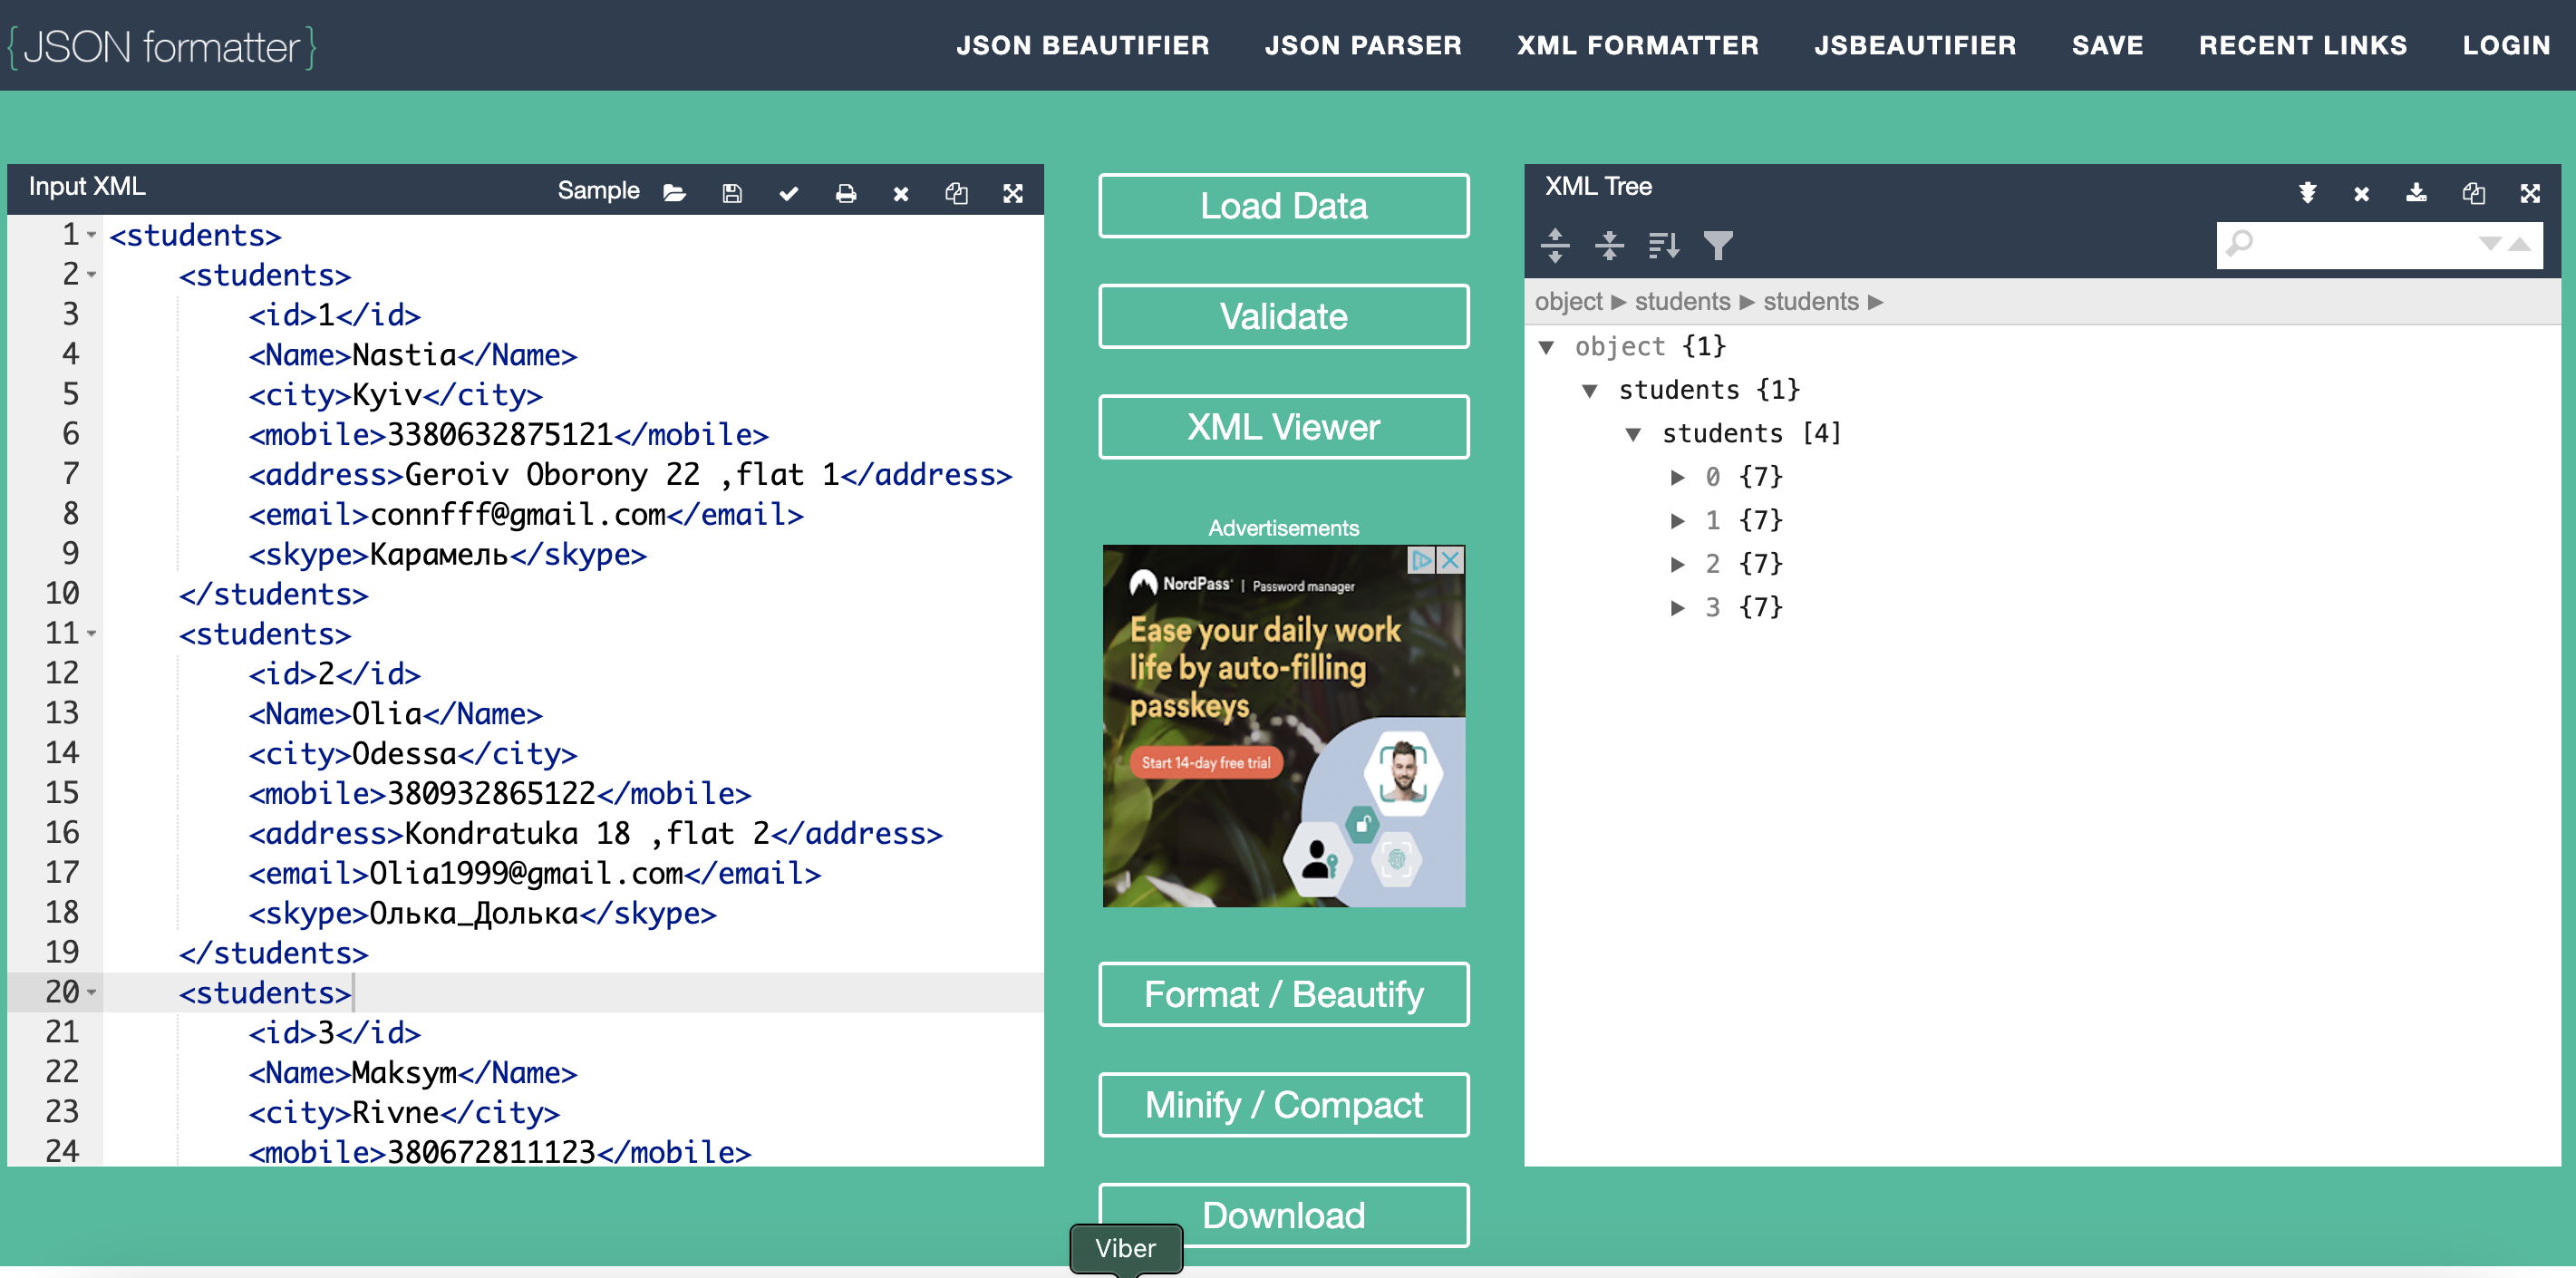 {JSON formatter}
JSON BEAUTIFIER JSON PARSER XML FORMATTER JSBEAUTIFIER SAVE RECENT LINKS LOGIN
Input XML
Sample
1 <students>
2 <students>
3 <id>1</id>
4 <Name>Nastia</Name>
5 <city>Kyiv</city>
6 <mobile>3380632875121</mobile>
7 <address>Geroiv Oborony 22 ,flat 1</address>
8 <email>connfff@gmail.com</email>
9 <skype>Карамель</skype>
10 </students>
11 <students>
12 <id>2</id>
13 <Name>Olia</Name>
14 <city>Odessa</city>
15 <mobile>380932865122</mobile>
16 <address>Kondratuka 18 ,flat 2</address>
17 <email>Olia1999@gmail.com</email>
18 <skype>Олька_Долька</skype>
19 </students>
20 <students>
21 <id>3</id>
22 <Name>Maksym</Name>
23 <city>Rivne</city>
24 <mobile>380672811123</mobile>
Load Data
Validate
XML Viewer
Advertisements
NordPass | Password manager
Ease your daily work
life by auto-filling
passkeys
Start 14-day free trial
Format / Beautify
Minify / Compact
Download
Viber
XML Tree
object ► students ► students ►
▼ object {1}
▼ students {1}
▼ students [4]
► 0 {7}
► 1 {7}
► 2 {7}
► 3 {7}